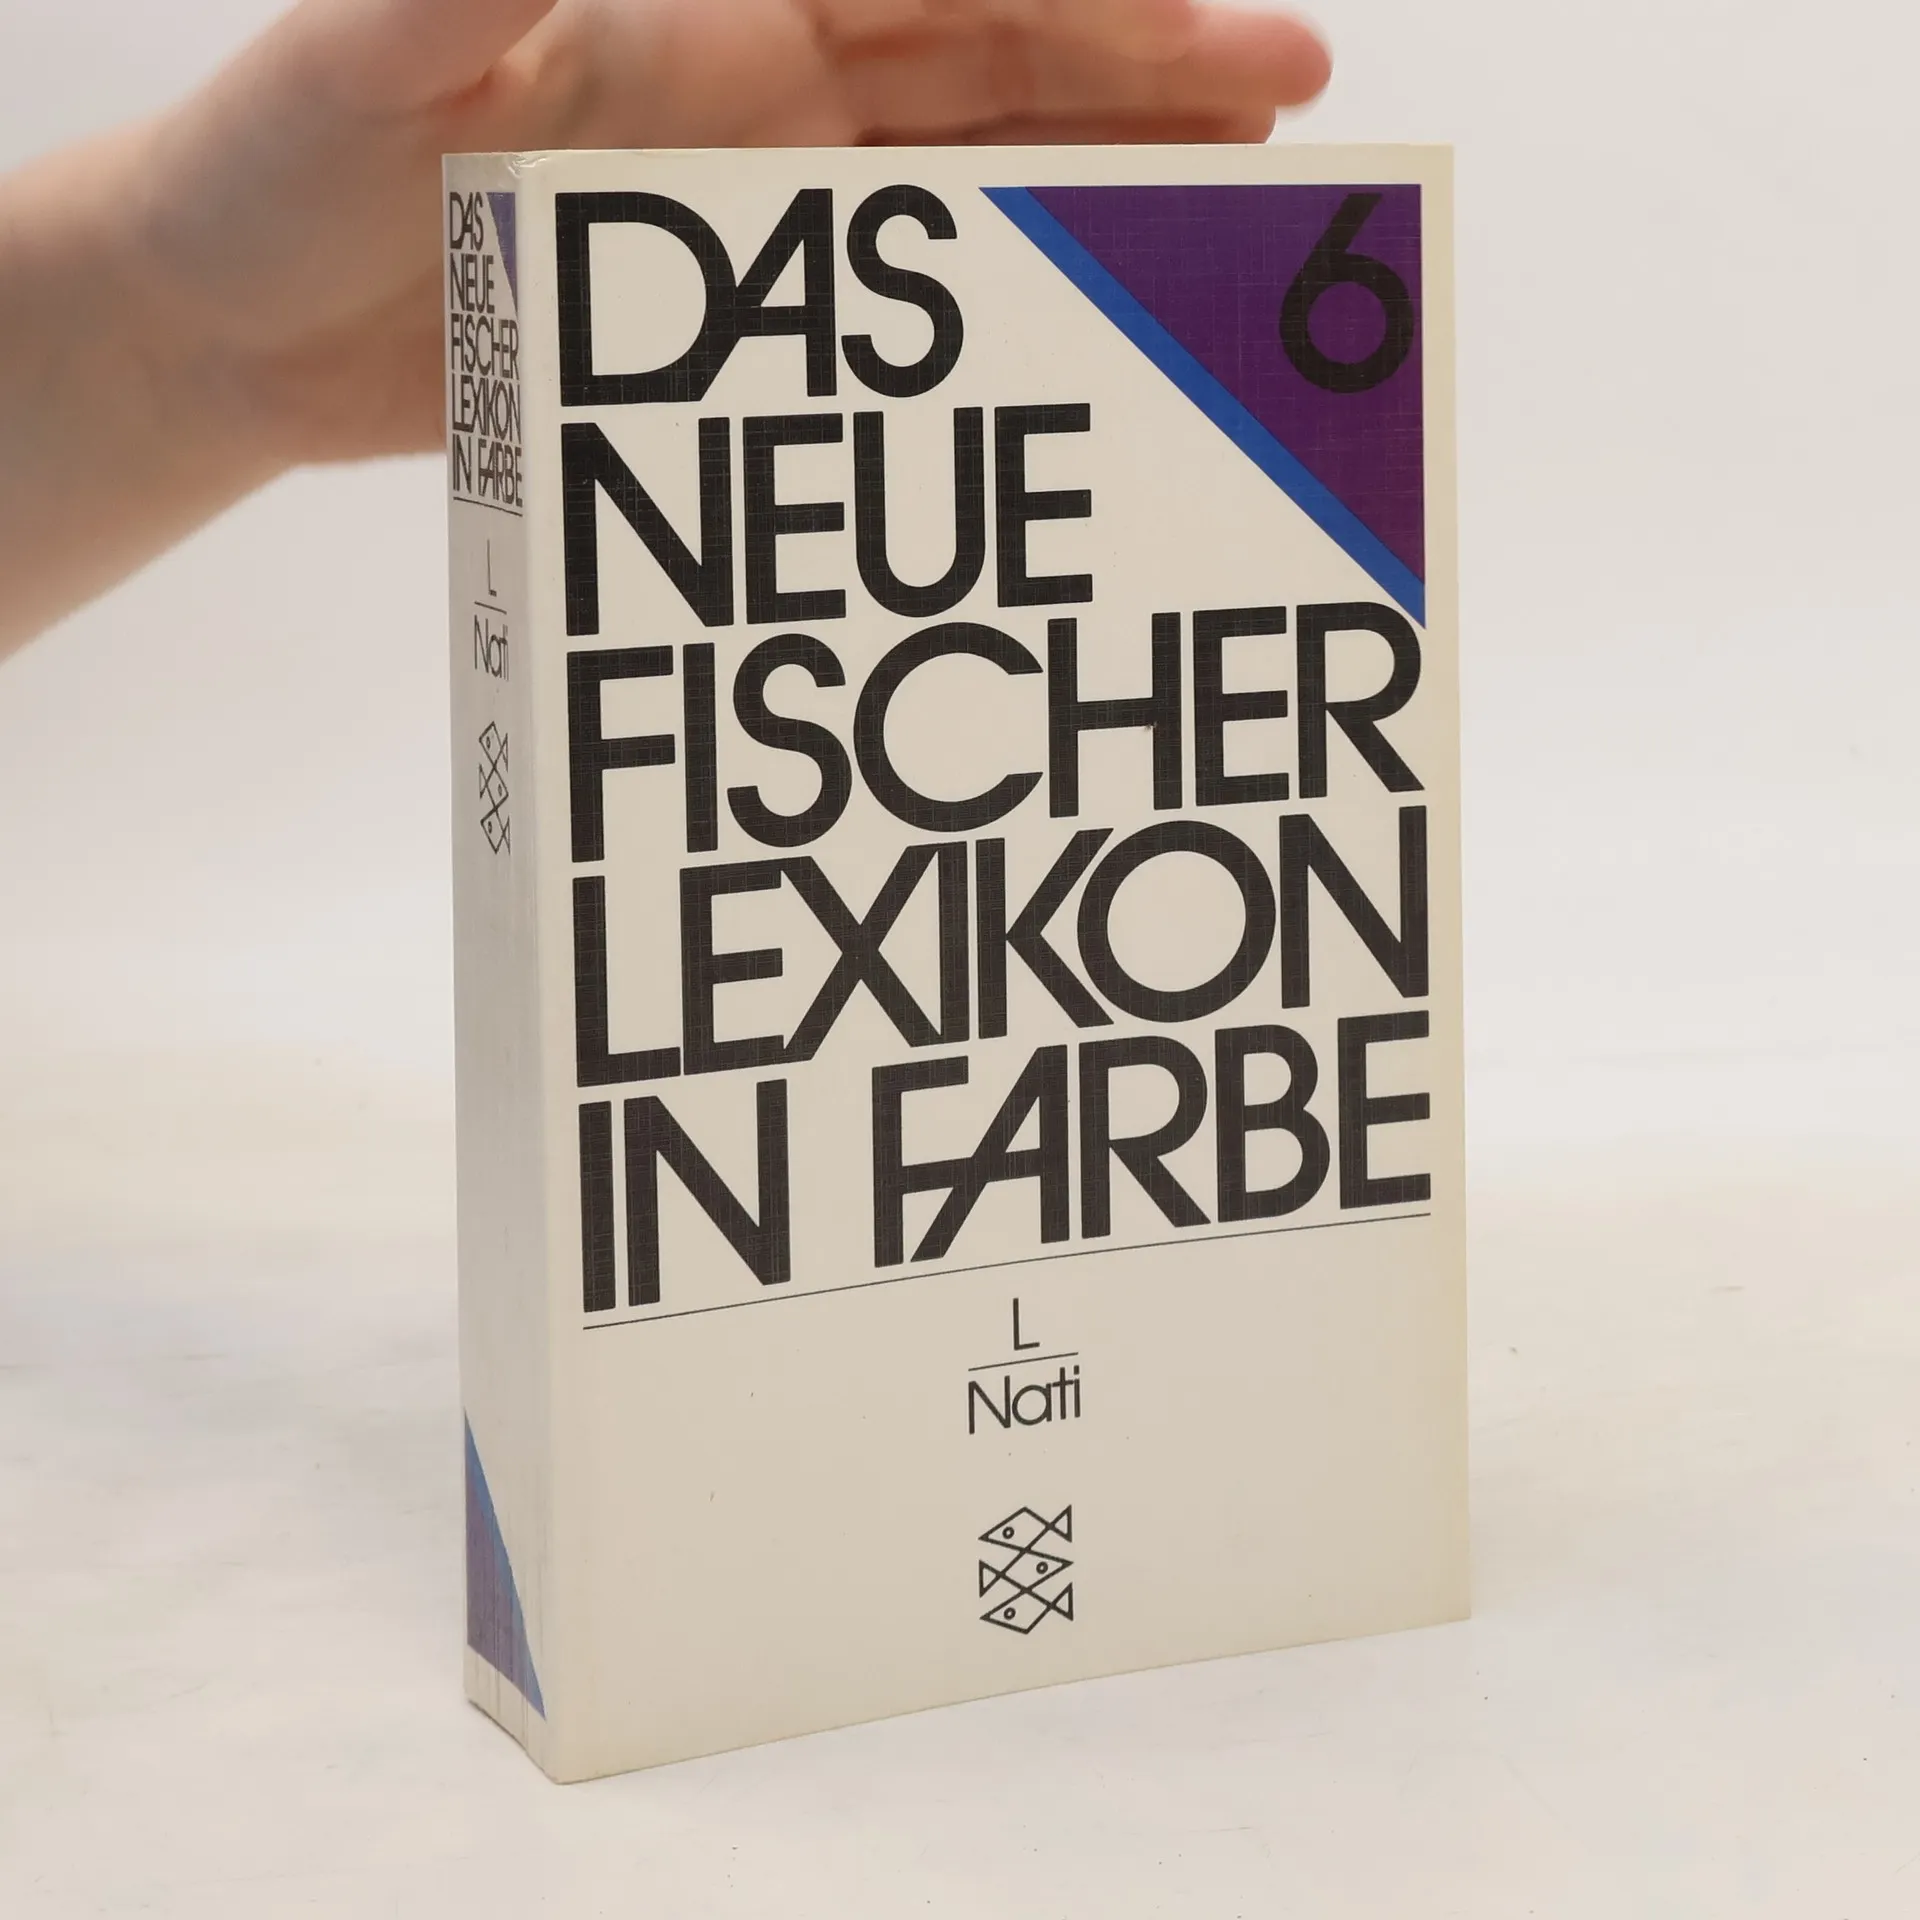 DAS
NEUE
FISCHER
LEXIKON
IN FARBE
L
Nati
6
DAS
NEUE
FISCHER
LEXIKON
IN FARBE
L
Nati